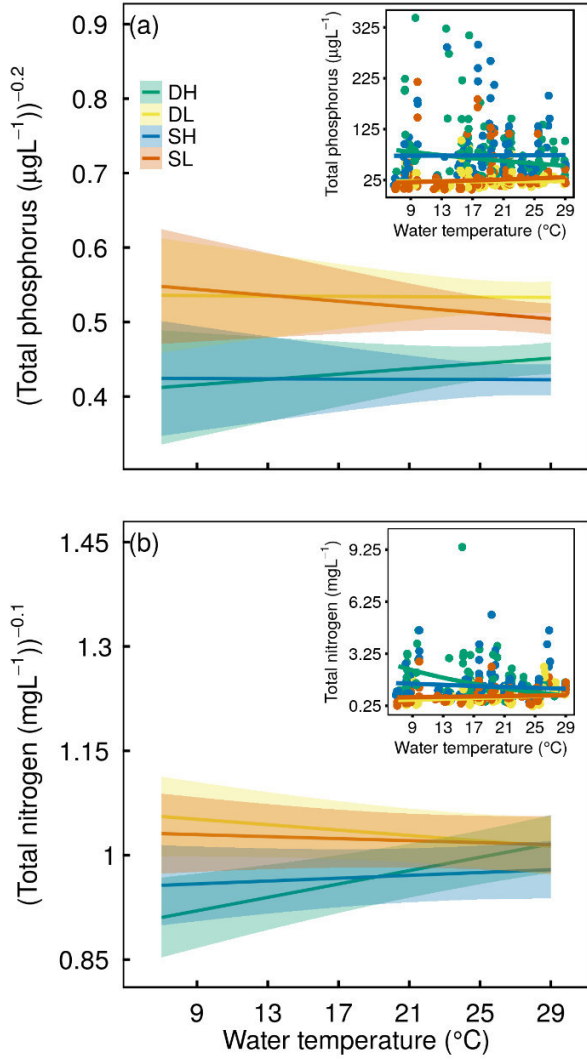 (a)
(Total phosphorus (µgL⁻¹))⁻⁰·²
0.9
0.8
0.7
0.6
0.5
0.4
DH
DL
SH
SL
Total phosphorus (µgL⁻¹)
325
225
125
25
9 13 17 21 25 29
Water temperature (°C)
(b)
(Total nitrogen (mgL⁻¹))⁻⁰·¹
1.45
1.3
1.15
1
0.85
Total nitrogen (mgL⁻¹)
9.25
6.25
3.25
0.25
9 13 17 21 25 29
Water temperature (°C)
9 13 17 21 25 29
Water temperature (°C)